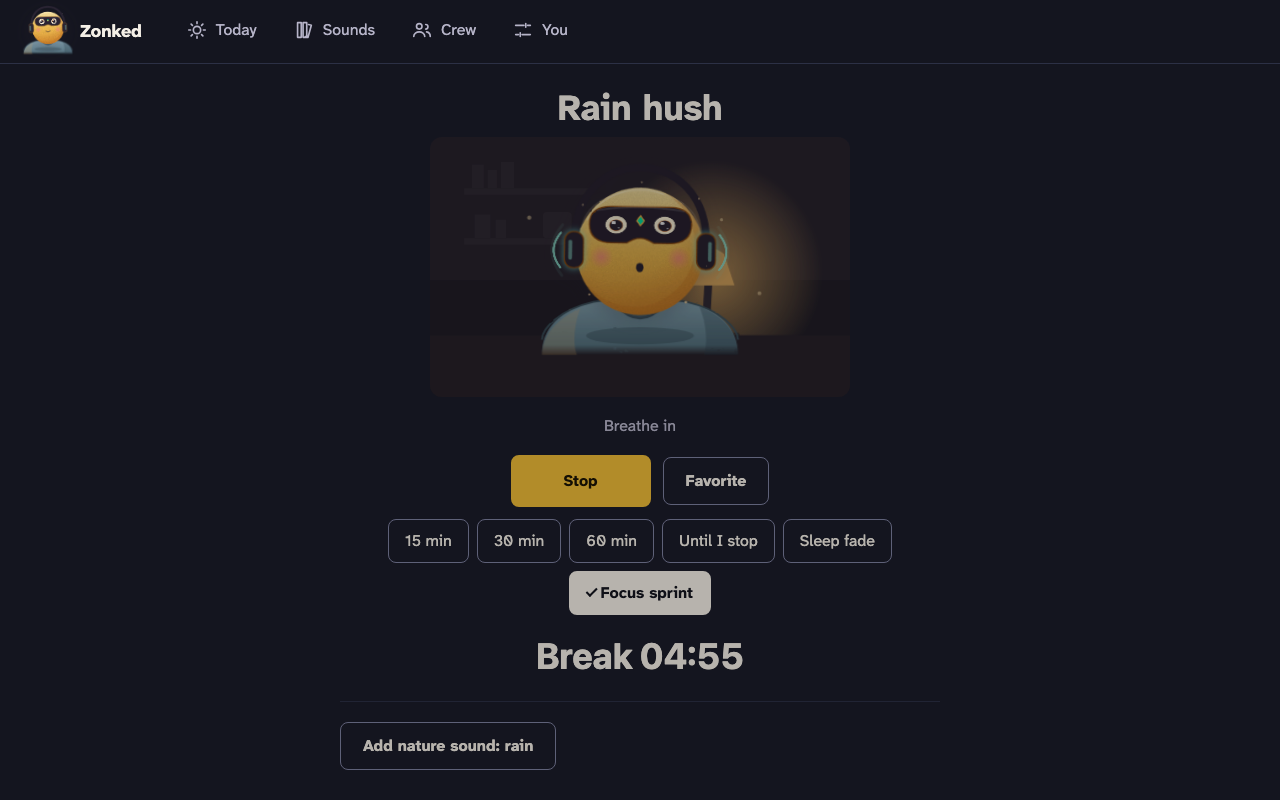 Zonked
Today
Sounds
Crew
You
Rain hush
Breathe in
Stop
Favorite
15 min
30 min
60 min
Until I stop
Sleep fade
Focus sprint
Break 04:55
Add nature sound: rain